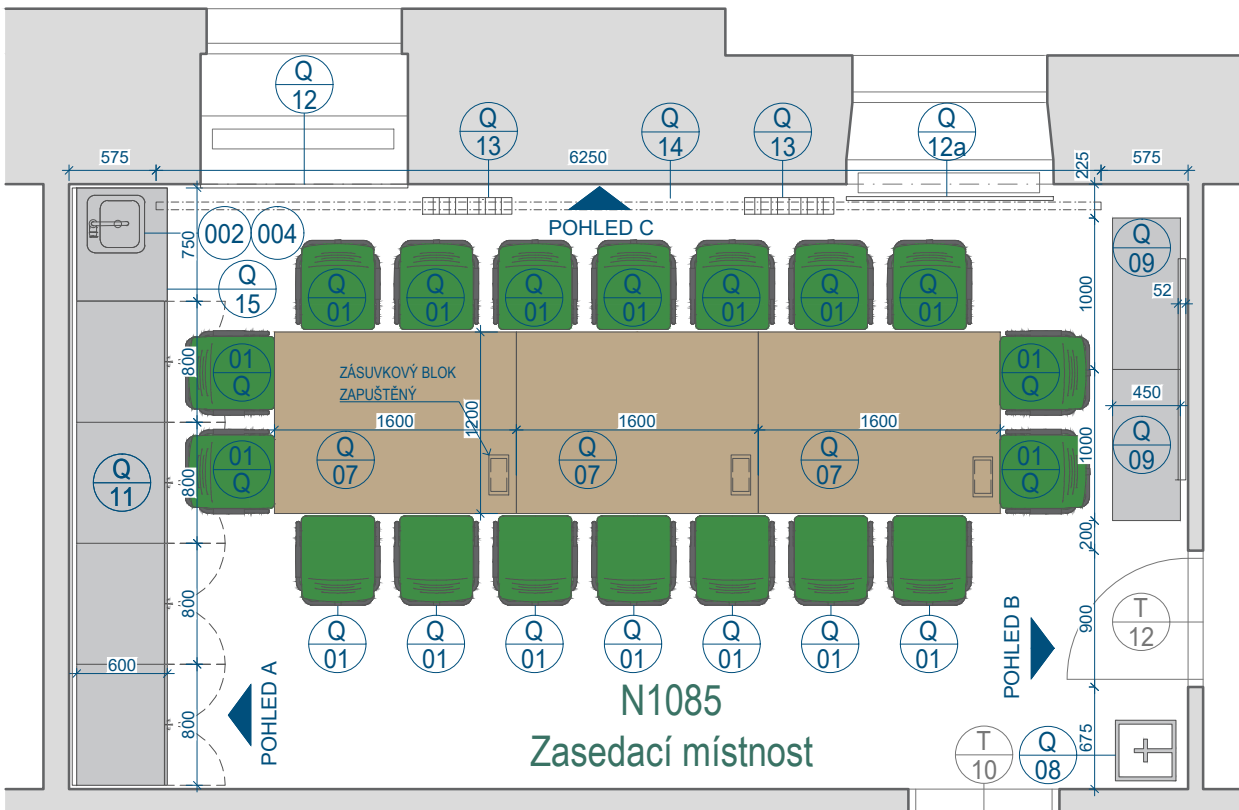 Q
12
Q
13
Q
14
Q
13
Q
12a
575
6250
225
575
POHLED C
002
004
750
Q
15
Q
01
Q
01
Q
01
Q
01
Q
01
Q
01
Q
01
Q
09
52
1000
800
01
Q
ZÁSUVKOVÝ BLOK
ZAPUŠTĚNÝ
01
Q
450
1600
1200
1600
1600
Q
11
800
01
Q
Q
07
Q
07
Q
07
01
Q
1000
Q
09
200
800
Q
01
Q
01
Q
01
Q
01
Q
01
Q
01
Q
01
POHLED B
900
T
12
600
POHLED A
800
N1085
Zasedací místnost
T
10
Q
08
675